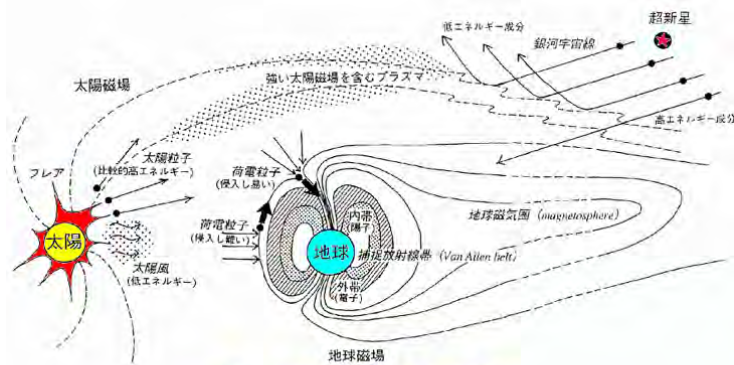 超新星
低エネルギー成分
銀河宇宙線
太陽磁場
強い太陽磁場を含むプラズマ
高エネルギー成分
フレア
太陽粒子
(比較的高エネルギー)
荷電粒子
(侵入し易い)
荷電粒子
(侵入し難い)
内帯
(陽子)
地球磁気圏 (magnetosphere)
太陽
地球
捕捉放射線帯 (Van Allen belt)
太陽風
(低エネルギー)
外帯
(電子)
地球磁場